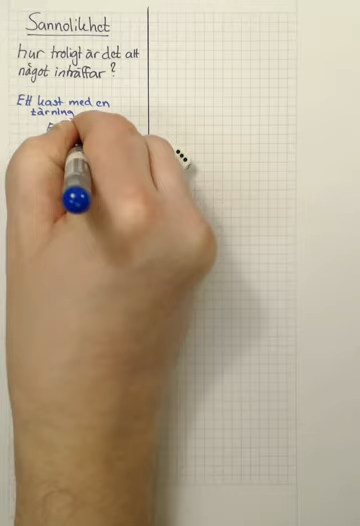 Sannolikhet
hur troligt är det att
något inträffar?
Ett kast med en
tärning